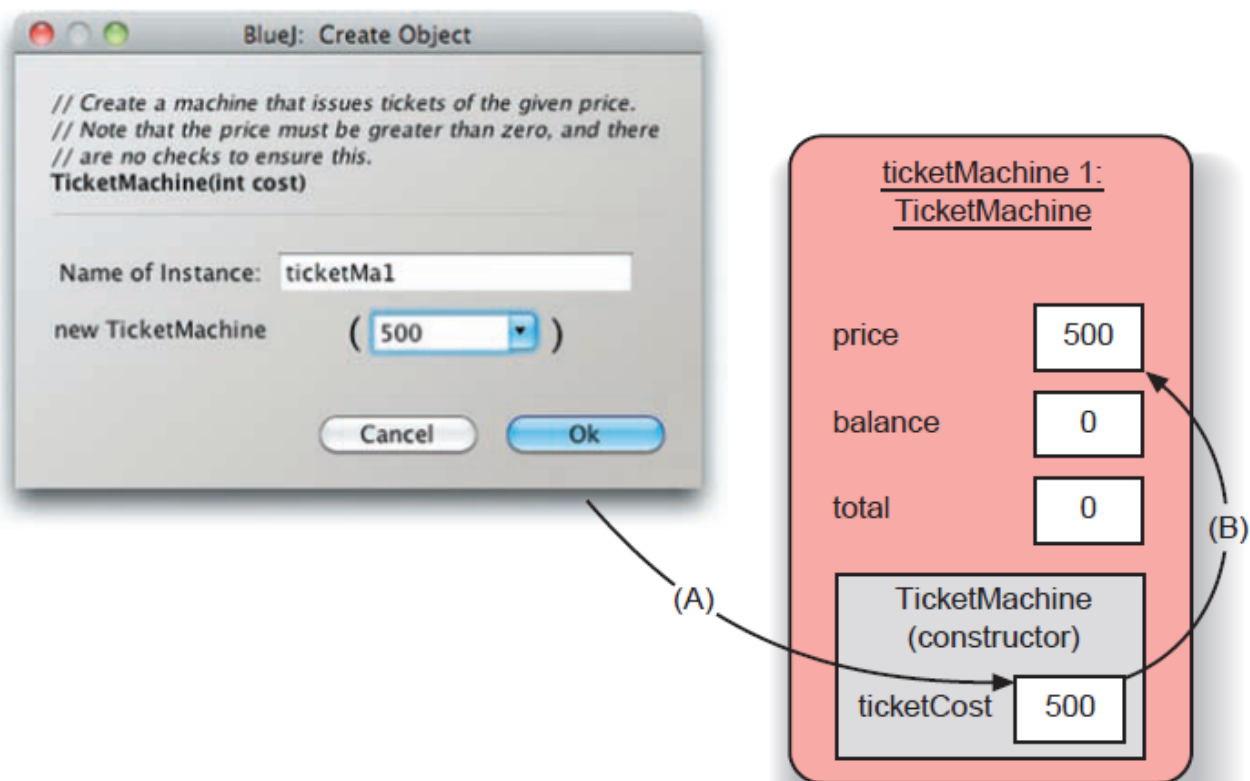 BlueJ: Create Object
// Create a machine that issues tickets of the given price.
// Note that the price must be greater than zero, and there
// are no checks to ensure this.
TicketMachine(int cost)
Name of Instance: ticketMa1
new TicketMachine ( 500 )
Cancel Ok
(A)
ticketMachine 1:
TicketMachine
price 500
balance 0
total 0
(B)
TicketMachine
(constructor)
ticketCost 500